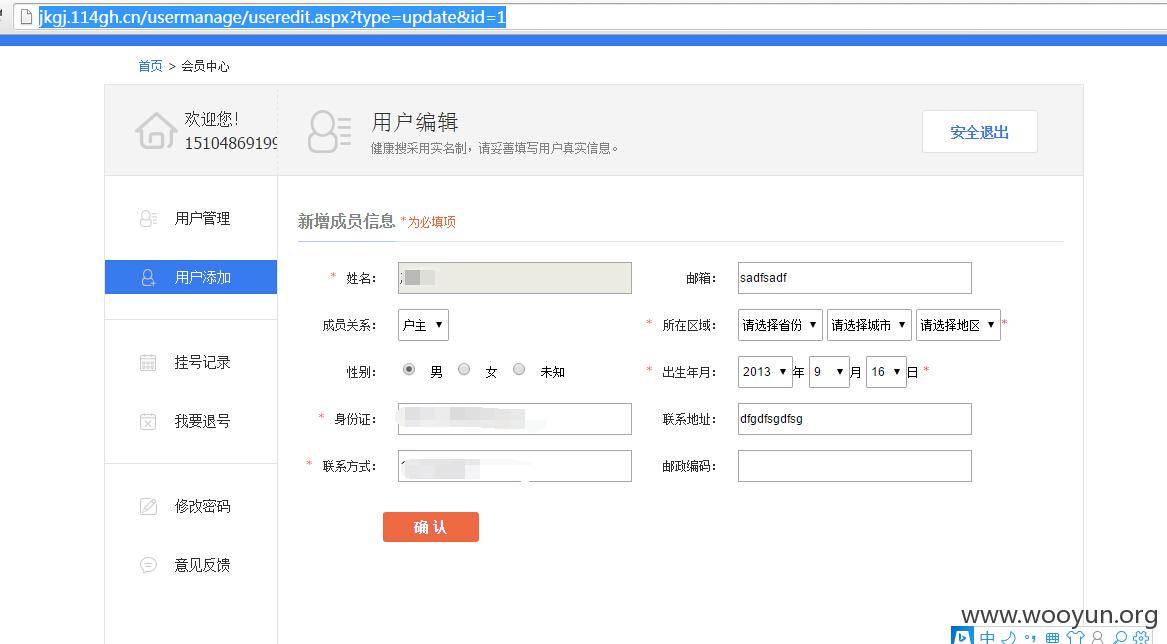 jkgj.114gh.cn/usermanage/useredit.aspx?type=update&id=1
首页 > 会员中心
欢迎您!
15104869199
用户编辑
健康搜采用实名制，请妥善填写用户真实信息。
安全退出
用户管理
用户添加
挂号记录
我要退号
修改密码
意见反馈
新增成员信息 *为必填项
* 姓名： 邮箱： sadfsadf
成员关系： 户主 * 所在区域： 请选择省份 请选择城市 请选择地区 *
性别： 男 女 未知 * 出生年月： 2013 年 9 月 16 日 *
* 身份证： 联系地址： dfgdfsgdfsg
* 联系方式： 邮政编码：
确 认
www.wooyun.org
中